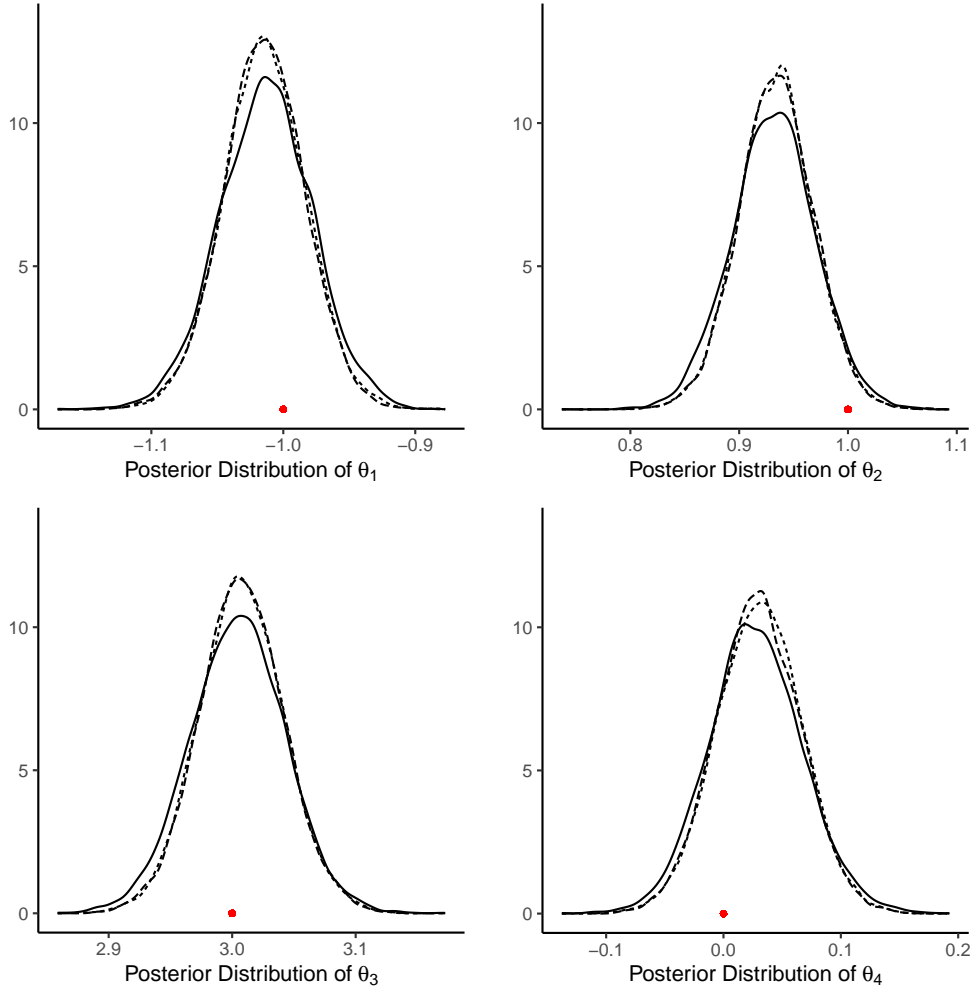 10
5
0
−1.1 −1.0 −0.9
Posterior Distribution of θ1
10
5
0
0.8 0.9 1.0 1.1
Posterior Distribution of θ2
10
5
0
2.9 3.0 3.1
Posterior Distribution of θ3
10
5
0
−0.1 0.0 0.1 0.2
Posterior Distribution of θ4